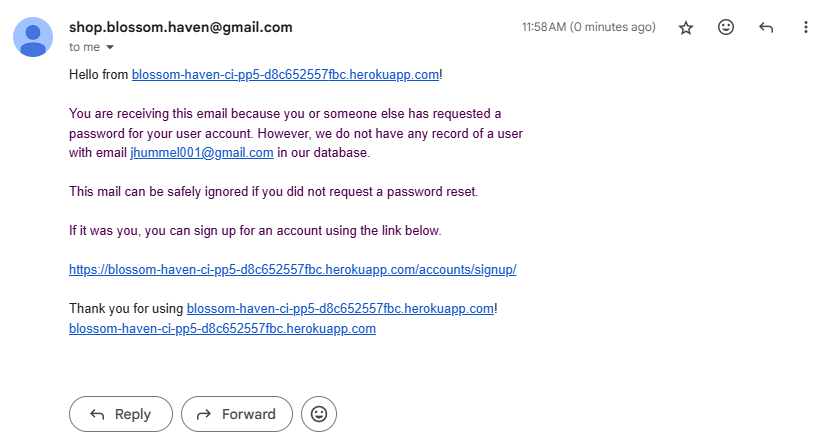 shop.blossom.haven@gmail.com
11:58 AM (0 minutes ago)
to me
Hello from blossom-haven-ci-pp5-d8c652557fbc.herokuapp.com!
You are receiving this email because you or someone else has requested a
password for your user account. However, we do not have any record of a user
with email jhummel001@gmail.com in our database.
This mail can be safely ignored if you did not request a password reset.
If it was you, you can sign up for an account using the link below.
https://blossom-haven-ci-pp5-d8c652557fbc.herokuapp.com/accounts/signup/
Thank you for using blossom-haven-ci-pp5-d8c652557fbc.herokuapp.com!
blossom-haven-ci-pp5-d8c652557fbc.herokuapp.com
Reply
Forward